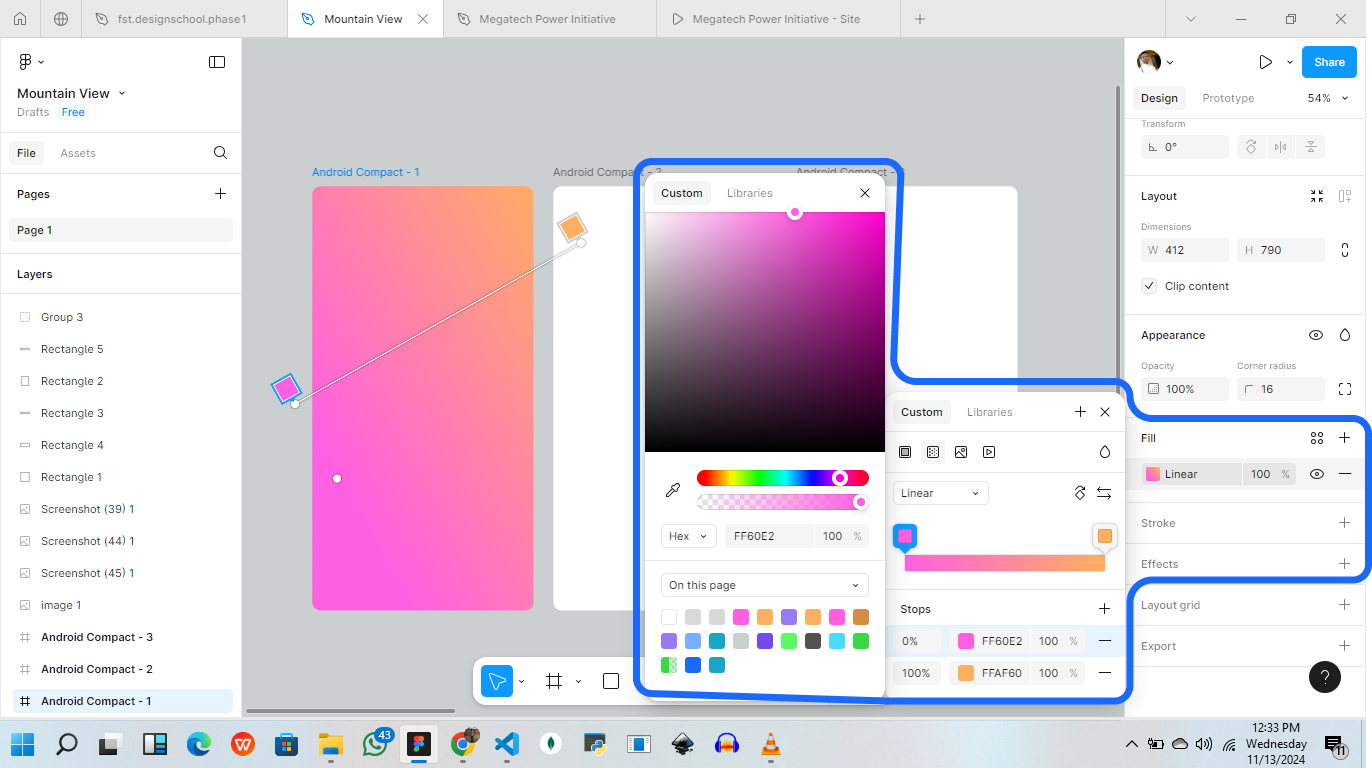 fst.designschool.phase1
Mountain View
Megatech Power Initiative
Megatech Power Initiative - Site
Mountain View
Drafts
Free
File
Assets
Pages
Page 1
Layers
Group 3
Rectangle 5
Rectangle 2
Rectangle 3
Rectangle 4
Rectangle 1
Screenshot (39) 1
Screenshot (44) 1
Screenshot (45) 1
image 1
Android Compact - 3
Android Compact - 2
Android Compact - 1
Android Compact - 1
Android Compact - 2
Android Compact -
Custom
Libraries
Hex
FF60E2
100
%
On this page
Custom
Libraries
Linear
Stops
0%
FF60E2
100
%
100%
FFAF60
100
%
Share
Design
Prototype
54%
Transform
0°
Layout
Dimensions
W
412
H
790
Clip content
Appearance
Opacity
Corner radius
100%
16
Fill
Linear
100
%
Stroke
Effects
Layout grid
Export
?
43
12:33 PM
Wednesday
11/13/2024
11